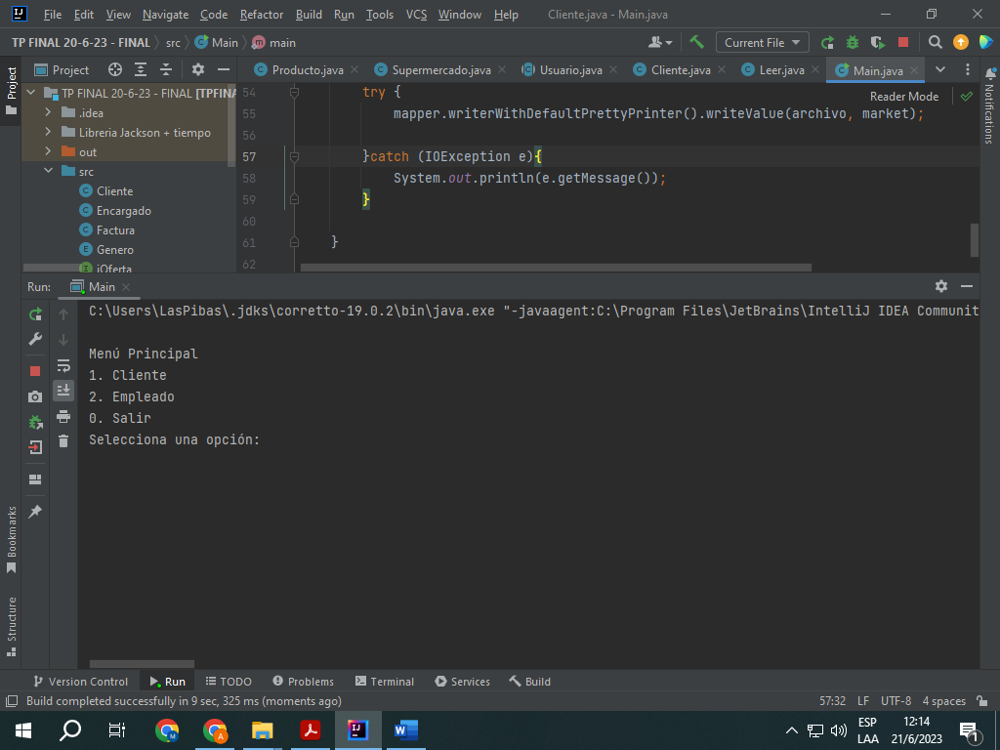 File Edit View Navigate Code Refactor Build Run Tools VCS Window Help Cliente.java - Main.java
TP FINAL 20-6-23 - FINAL src Main main Current File
Project Producto.java Supermercado.java Usuario.java Cliente.java Leer.java Main.java
Project
Notifications
TP FINAL 20-6-23 - FINAL [TPFINA
.idea
Libreria Jackson + tiempo
out
src
Cliente
Encargado
Factura
Genero
iOferta
Reader Mode
54 try {
55 mapper.writerWithDefaultPrettyPrinter().writeValue(archivo, market);
56
57 }catch (IOException e){
58 System.out.println(e.getMessage());
59 }
60
61 }
62
Run: Main
C:\Users\LasPibas\.jdks\corretto-19.0.2\bin\java.exe "-javaagent:C:\Program Files\JetBrains\IntelliJ IDEA Communit
Menú Principal
1. Cliente
2. Empleado
0. Salir
Selecciona una opción:
Bookmarks
Structure
Version Control Run TODO Problems Terminal Services Build
Build completed successfully in 9 sec, 325 ms (moments ago) 57:32 LF UTF-8 4 spaces
ESP 12:14
LAA 21/6/2023 1